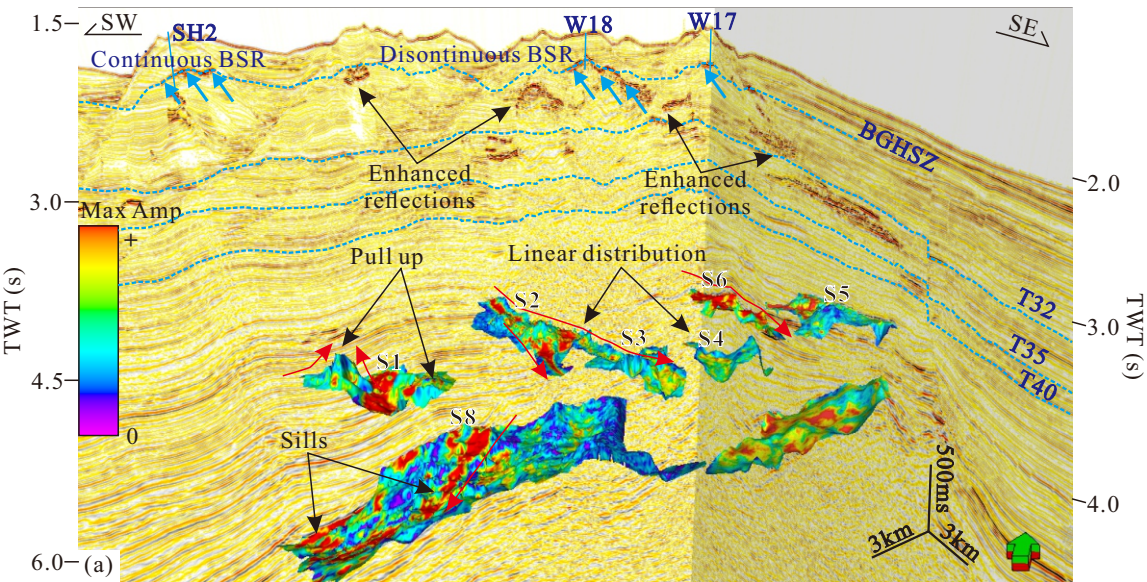 1.5
SW
SH2
W18
W17
SE
Continuous BSR
Disontinuous BSR
BGHSZ
Enhanced
reflections
Enhanced
reflections
2.0
3.0
Max Amp
+
0
Pull up
Linear distribution
S6
S5
S2
S3
S4
S1
T32
3.0
T35
T40
TWT (s)
TWT (s)
4.5
S8
Sills
500ms
3km
3km
4.0
6.0
(a)